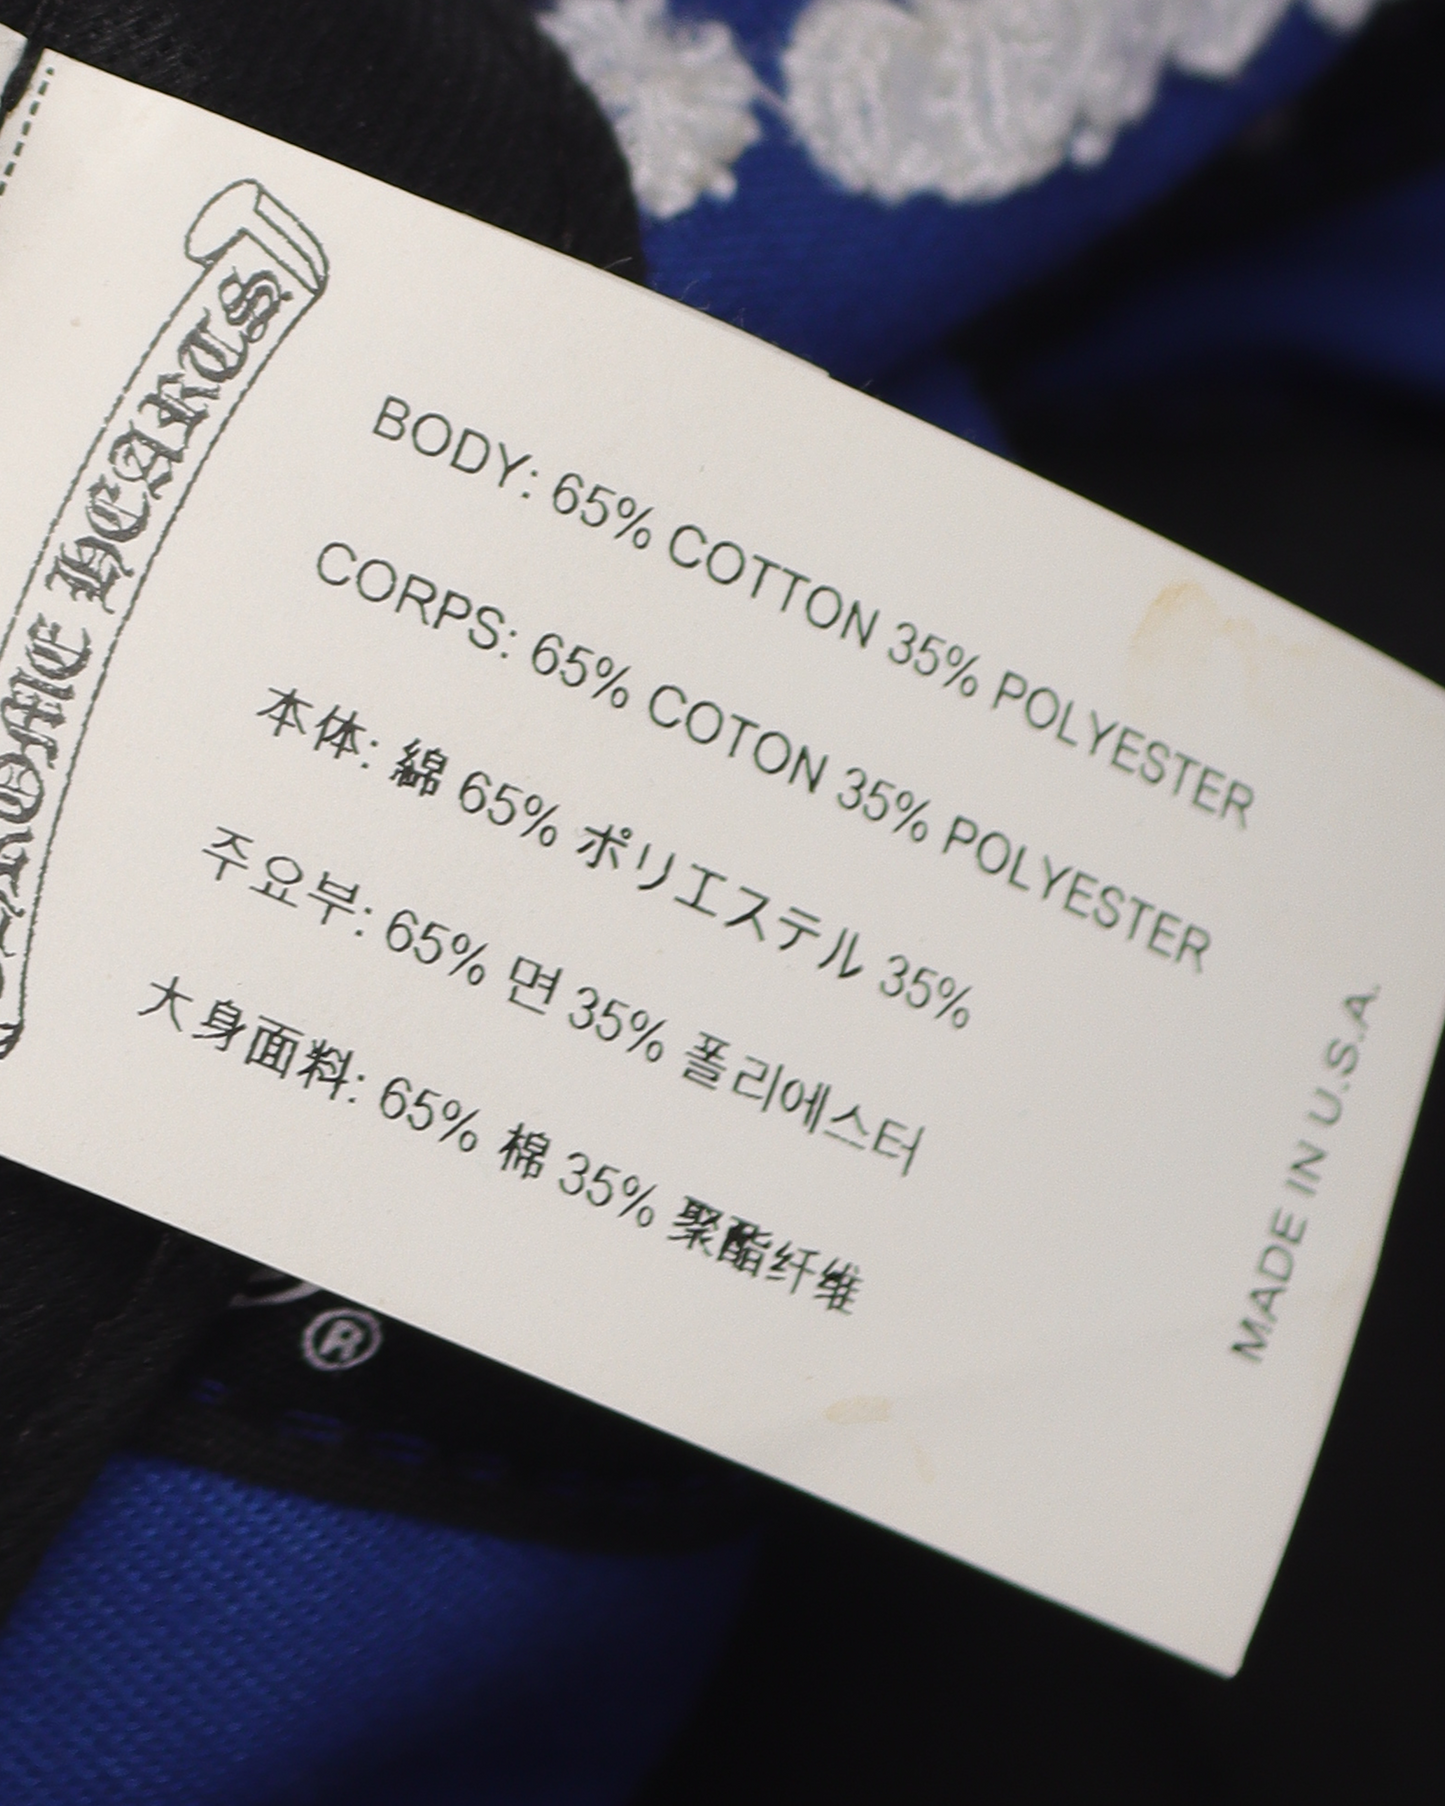 CHROME HEARTS
BODY: 65% COTTON 35% POLYESTER
CORPS: 65% COTON 35% POLYESTER
本体: 綿 65% ポリエステル 35%
주요부: 65% 면 35% 폴리에스터
大身面料: 65% 棉 35% 聚酯纤维
MADE IN U.S.A.
®